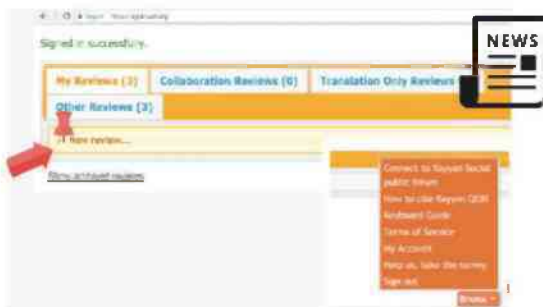 Signed in successfully.
NEWS
My Reviews (3) Collaboration Reviews (0) Translation Only Reviews
Other Reviews (3)
New review...
Show archived reviews
Connect to Rayyan Social
public forum
How to cite Rayyan QCRI
Keyboard Guide
Terms of Service
My Account
Help us, take the survey
Sign out
Browse